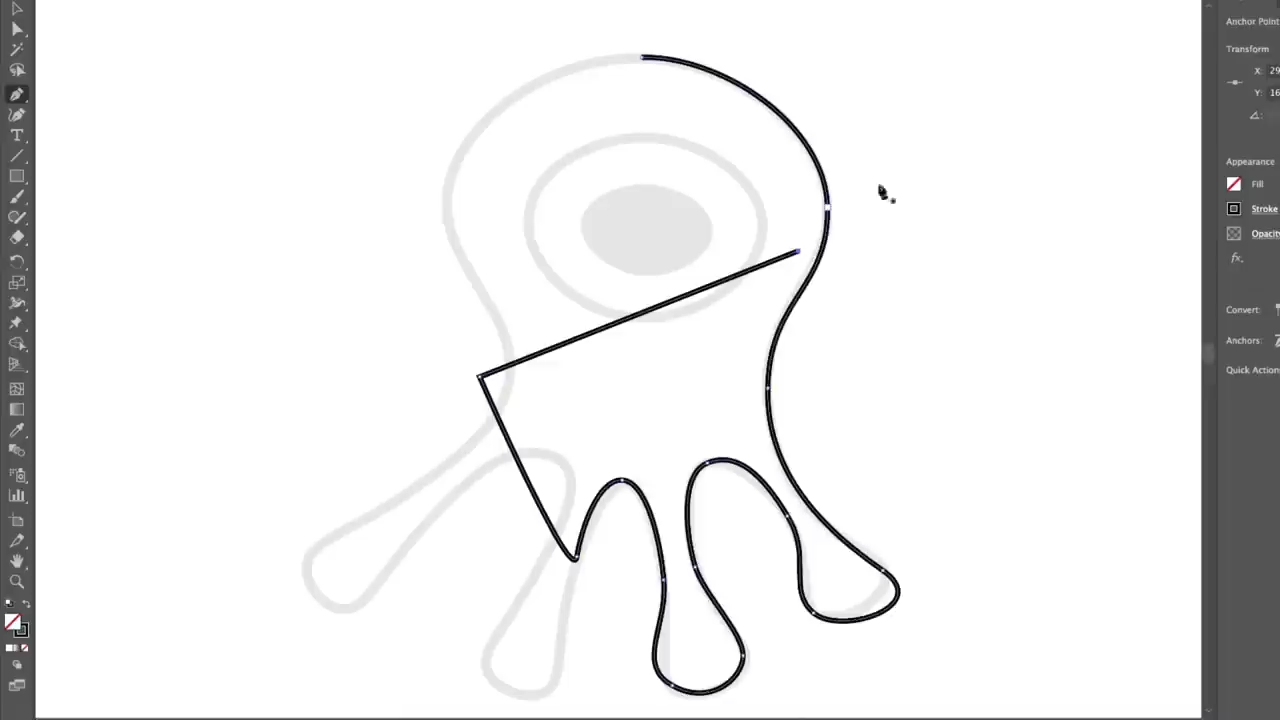 Anchor Point
Transform
X: 29
Y: 16
Appearance
Fill
Stroke
Opacity
fx.
Convert:
Anchors:
Quick Action